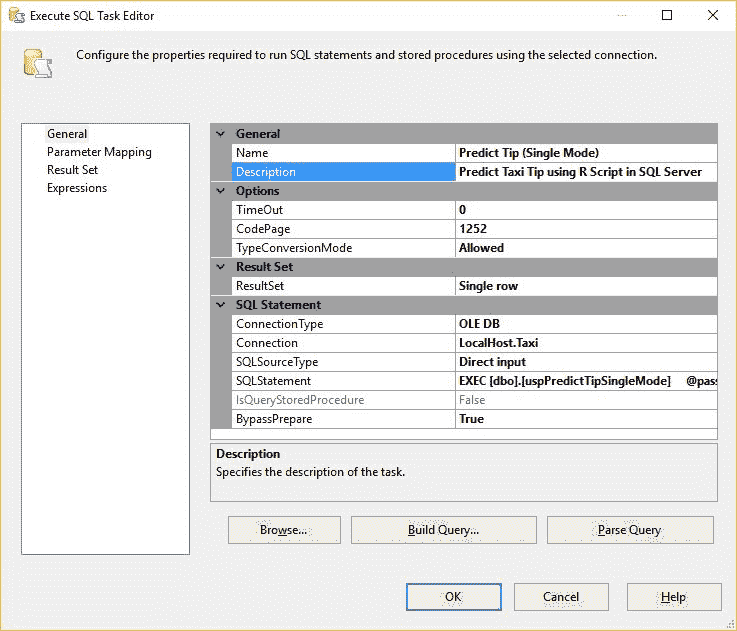 Execute SQL Task Editor
Configure the properties required to run SQL statements and stored procedures using the selected connection.
General
Parameter Mapping
Result Set
Expressions
General
Name Predict Tip (Single Mode)
Description Predict Taxi Tip using R Script in SQL Server
Options
TimeOut 0
CodePage 1252
TypeConversionMode Allowed
Result Set
ResultSet Single row
SQL Statement
ConnectionType OLE DB
Connection LocalHost.Taxi
SQLSourceType Direct input
SQLStatement EXEC [dbo].[uspPredictTipSingleMode] @pas
IsQueryStoredProcedure False
BypassPrepare True
Description
Specifies the description of the task.
Browse... Build Query... Parse Query
OK Cancel Help